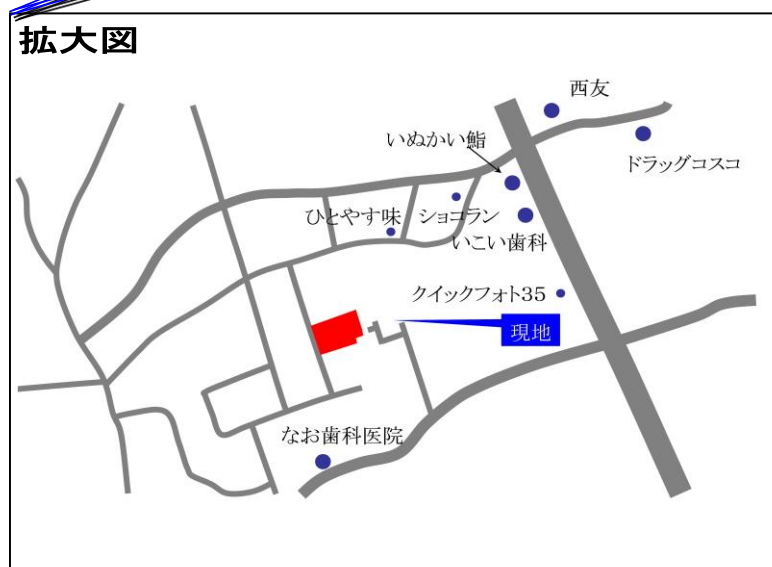 拡大図
西友
いぬかい鮨
ドラッグコスコ
ひとやす味
ショコラン
いこい歯科
クイックフォト35
現地
なお歯科医院